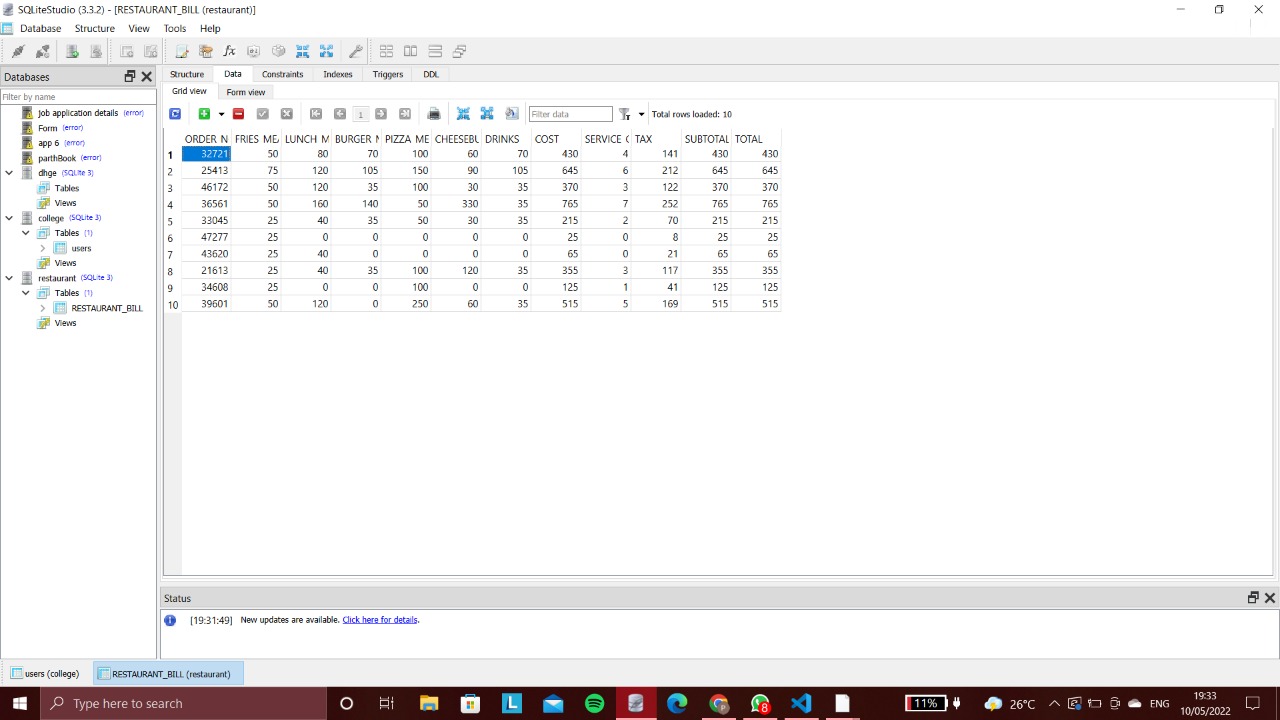 SQLiteStudio (3.3.2) - [RESTAURANT_BILL (restaurant)]
Database Structure View Tools Help
Databases
Filter by name
job application details (error)
Form (error)
app 6 (error)
parthBook (error)
dhge (SQLite 3)
Tables
Views
college (SQLite 3)
Tables (1)
users
Views
restaurant (SQLite 3)
Tables (1)
RESTAURANT_BILL
Views
Structure Data Constraints Indexes Triggers DDL
Grid view Form view
1 Filter data Total rows loaded: 10
ORDER N FRIES MEA LUNCH M BURGER M PIZZA ME CHEESEBU DRINKS COST SERVICE C TAX SUBTOTAL TOTAL
1 32721 50 80 70 100 60 70 430 4 141 430 430
2 25413 75 120 105 150 90 105 645 6 212 645 645
3 46172 50 120 35 100 30 35 370 3 122 370 370
4 36561 50 160 140 50 330 35 765 7 252 765 765
5 33045 25 40 35 50 30 35 215 2 70 215 215
6 47277 25 0 0 0 0 0 25 0 8 25 25
7 43620 25 40 0 0 0 0 65 0 21 65 65
8 21613 25 40 35 100 120 35 355 3 117 355 355
9 34608 25 0 0 100 0 0 125 1 41 125 125
10 39601 50 120 0 250 60 35 515 5 169 515 515
Status
[19:31:49] New updates are available. Click here for details.
users (college) RESTAURANT_BILL (restaurant)
Type here to search
L
8
11%
26°C
ENG
19:33
10/05/2022